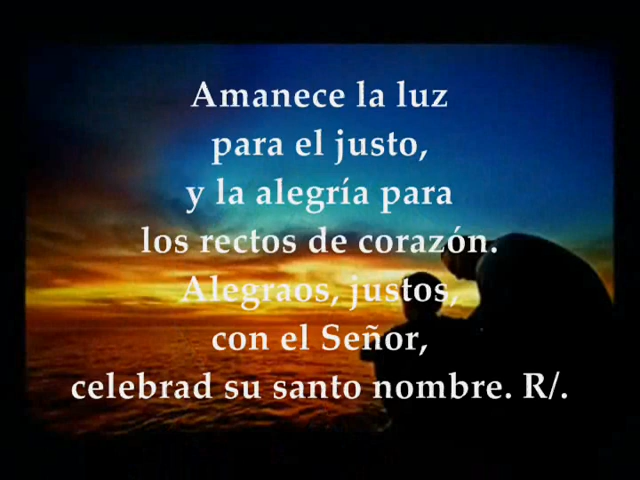 Amanece la luz
para el justo,
y la alegría para
los rectos de corazón.
Alegraos, justos,
con el Señor,
celebrad su santo nombre. R/.